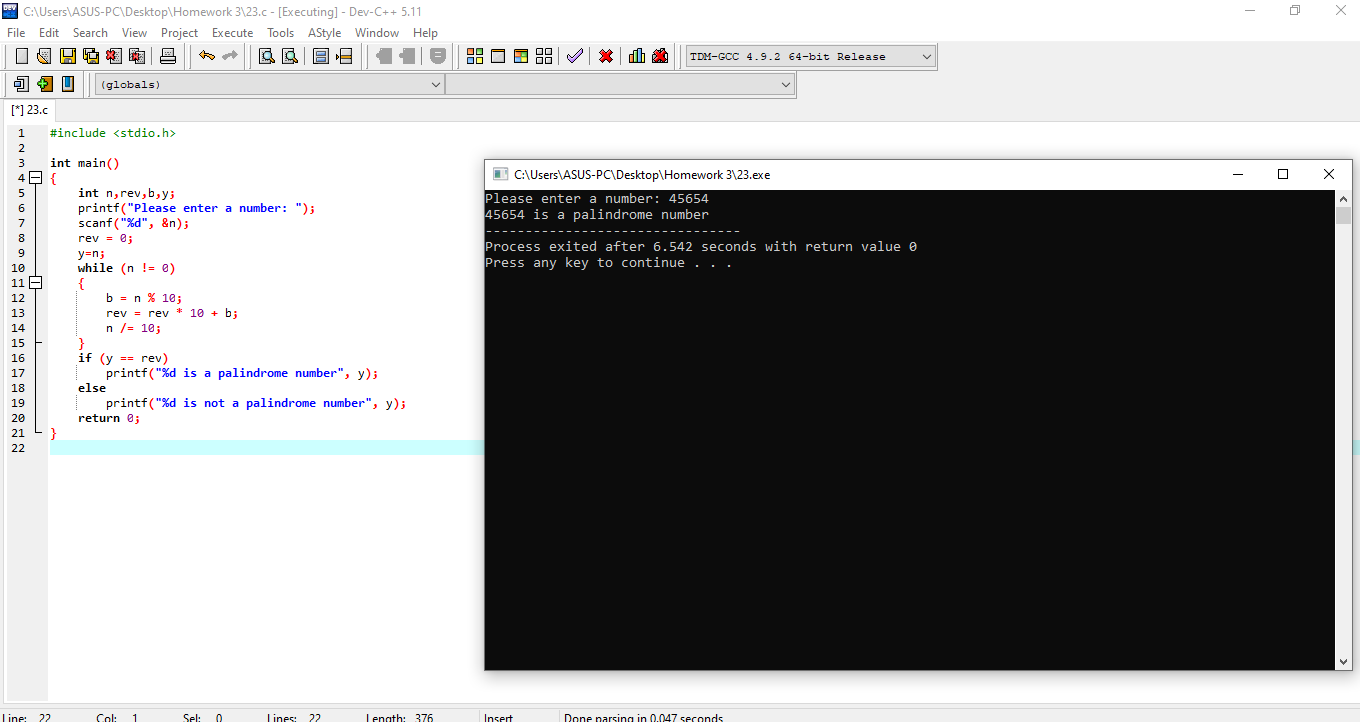 C:\Users\ASUS-PC\Desktop\Homework 3\23.c - [Executing] - Dev-C++ 5.11
File Edit Search View Project Execute Tools AStyle Window Help
TDM-GCC 4.9.2 64-bit Release
(globals)
[*] 23.c
1 #include <stdio.h>
2
3 int main()
4 {
5 int n,rev,b,y;
6 printf("Please enter a number: ");
7 scanf("%d", &n);
8 rev = 0;
9 y=n;
10 while (n != 0)
11 {
12 b = n % 10;
13 rev = rev * 10 + b;
14 n /= 10;
15 }
16 if (y == rev)
17 printf("%d is a palindrome number", y);
18 else
19 printf("%d is not a palindrome number", y);
20 return 0;
21 }
22
C:\Users\ASUS-PC\Desktop\Homework 3\23.exe
Please enter a number: 45654
45654 is a palindrome number
--------------------------------
Process exited after 6.542 seconds with return value 0
Press any key to continue . . .
Line: 22 Col: 1 Sel: 0 Lines: 22 Length: 376 Insert Done parsing in 0.047 seconds